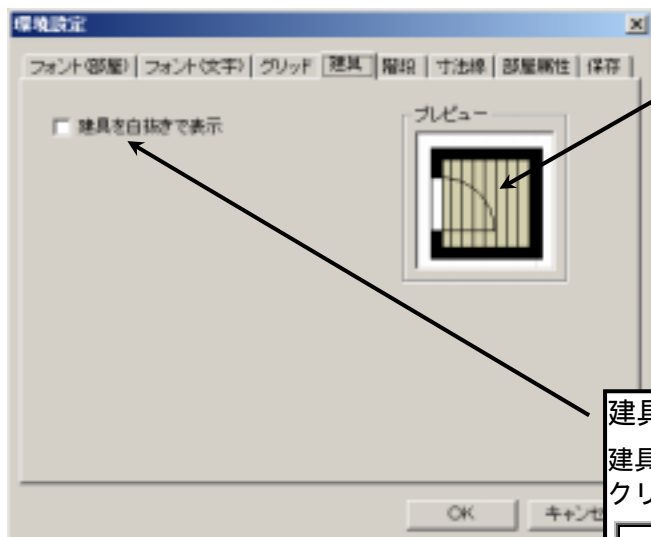 環境設定
フォント(部屋) フォント(文字) グリッド 建具 階段 寸法線 部屋属性 保存
建具を白抜きで表示
プレビュー
建具
建具
クリ
OK キャンセ